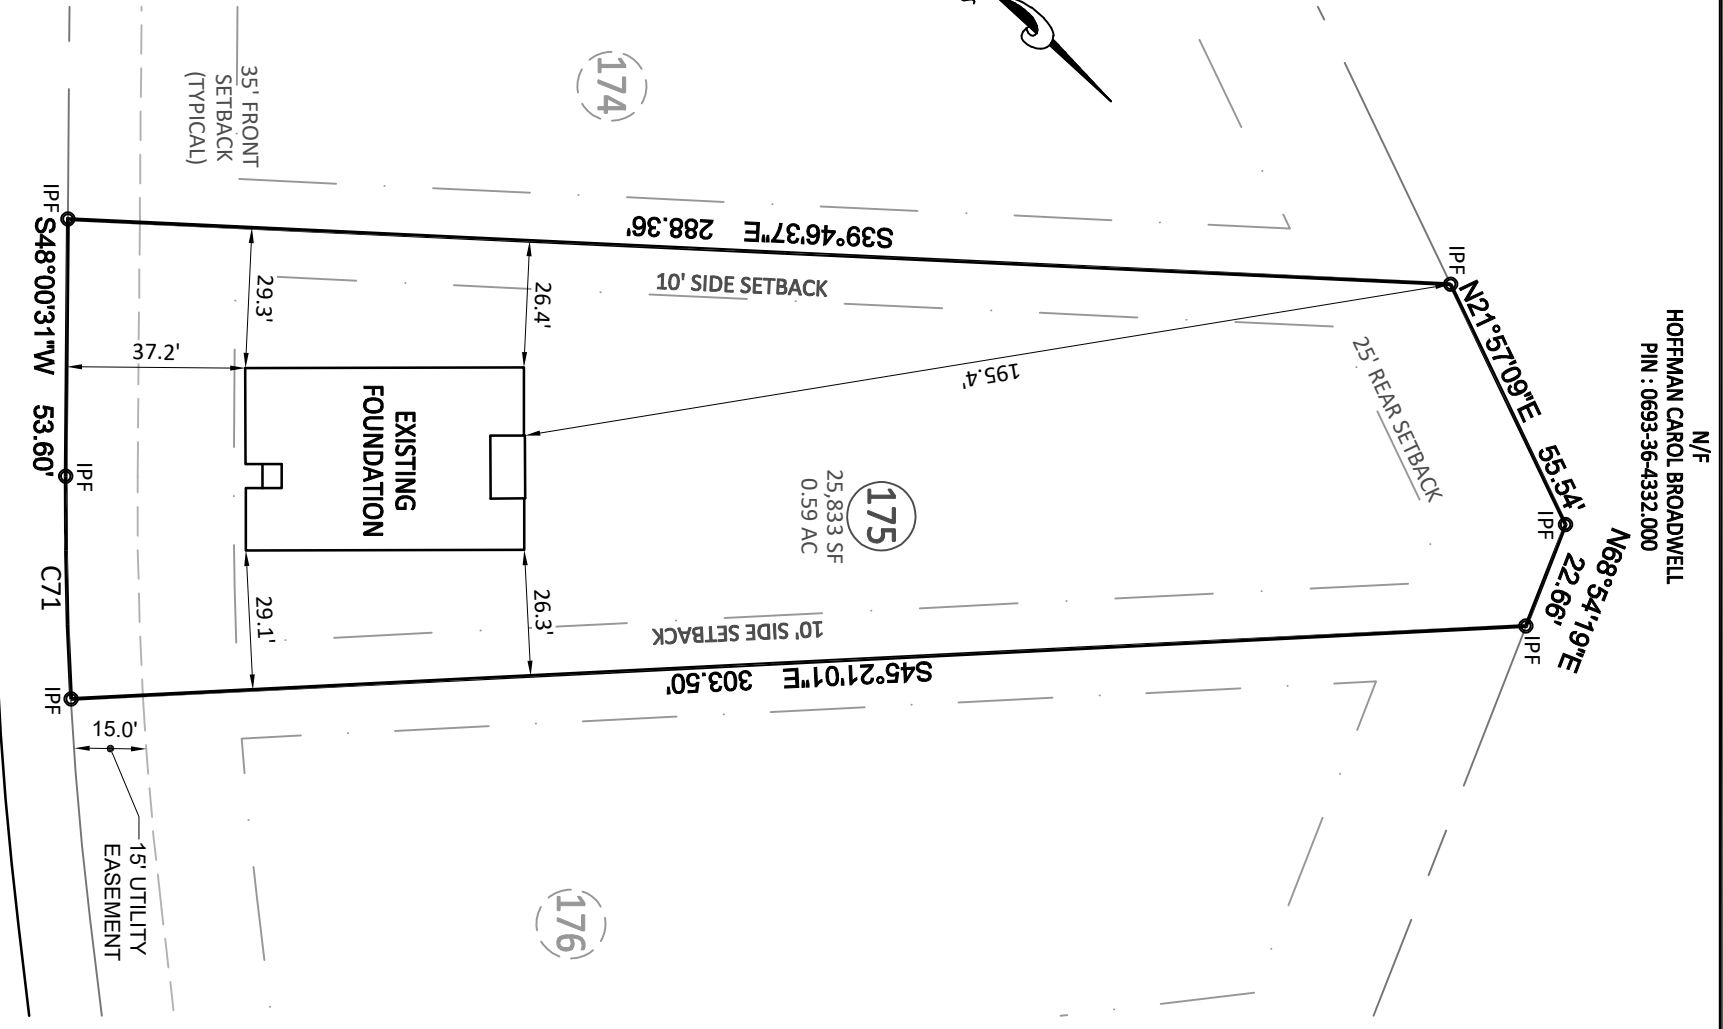 N/F
HOFFMAN CAROL BROADWELL
PIN : 0693-36-4332.000
174
35' FRONT
SETBACK
(TYPICAL)
IPF
S39°46'37"E 288.36'
IPF
N21°57'09"E 55.54'
IPF
N68°54'19"E
22.66'
IPF
S48°00'31"W 53.60'
IPF
C71
IPF
10' SIDE SETBACK
25' REAR SETBACK
29.3'
26.4'
37.2'
195.4'
EXISTING
FOUNDATION
175
25,833 SF
0.59 AC
29.1'
26.3'
10' SIDE SETBACK
S45°21'01"E 303.50'
15.0'
15' UTILITY
EASEMENT
176